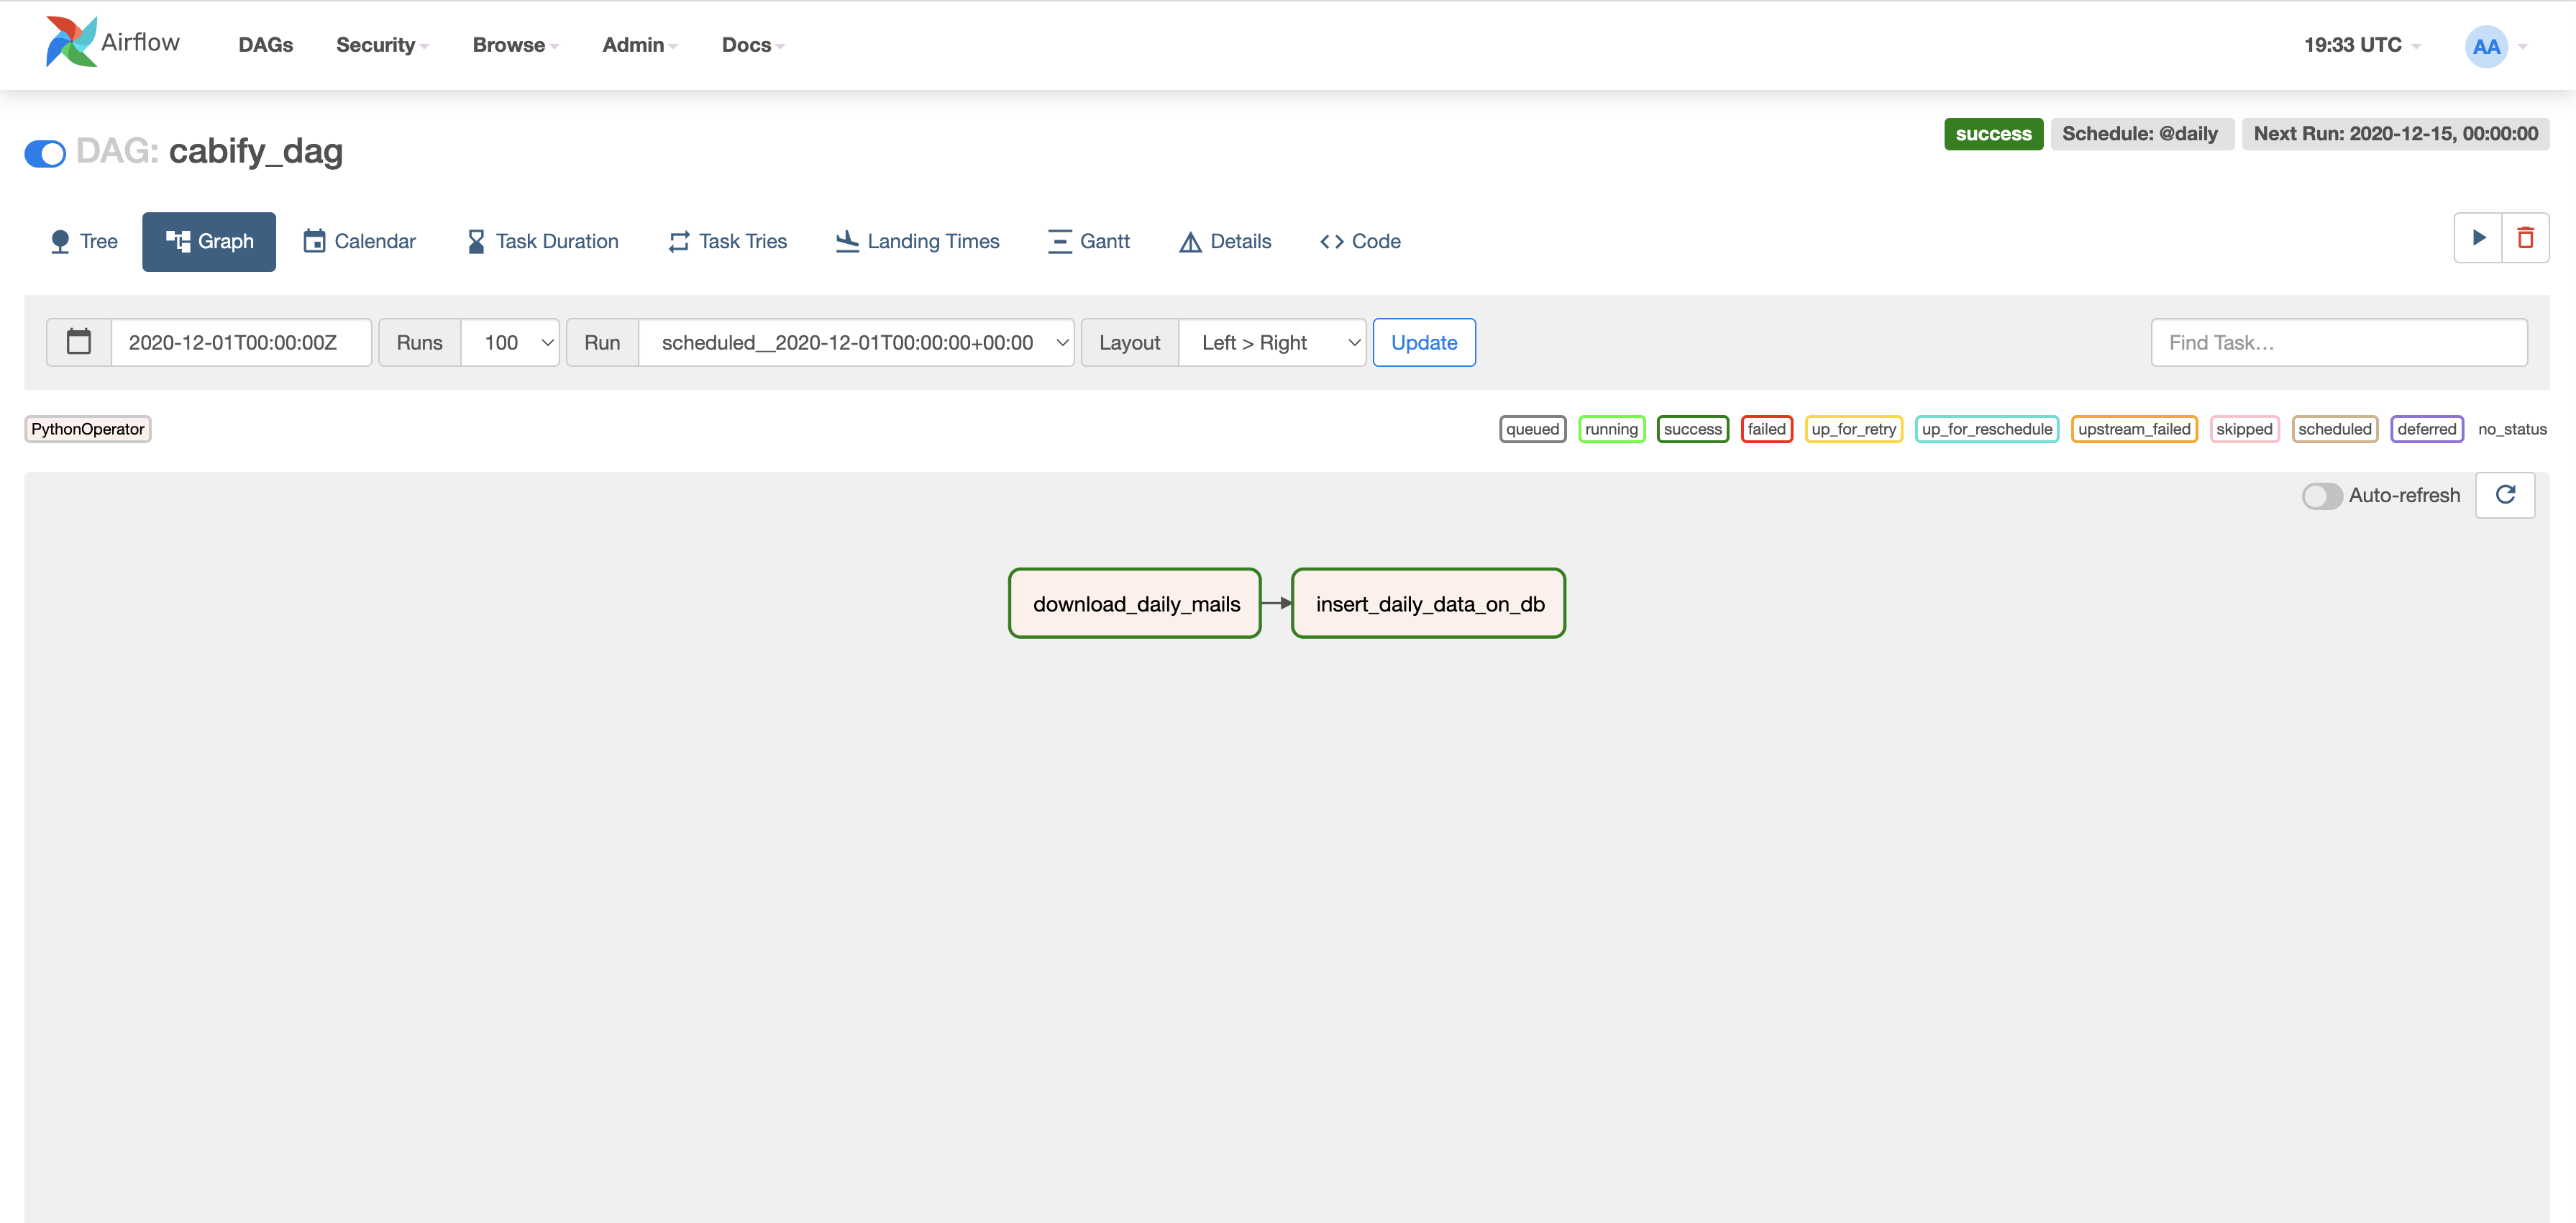 Airflow DAGs Security Browse Admin Docs 19:33 UTC AA
DAG: cabify_dag
success Schedule: @daily Next Run: 2020-12-15, 00:00:00
Tree Graph Calendar Task Duration Task Tries Landing Times Gantt Details Code
2020-12-01T00:00:00Z Runs 100 Run scheduled__2020-12-01T00:00:00+00:00 Layout Left > Right Update Find Task...
PythonOperator queued running success failed up_for_retry up_for_reschedule upstream_failed skipped scheduled deferred no_status
Auto-refresh
download_daily_mails insert_daily_data_on_db